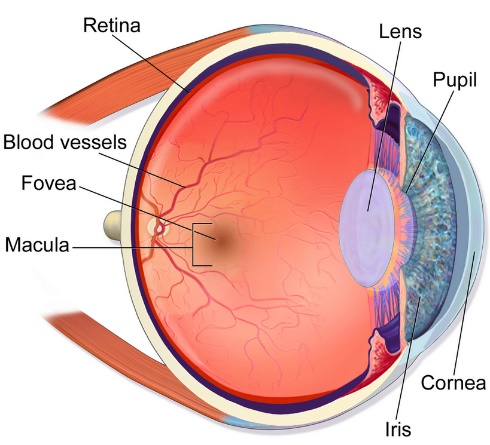 Retina
Lens
Pupil
Blood vessels
Fovea
Macula
Cornea
Iris